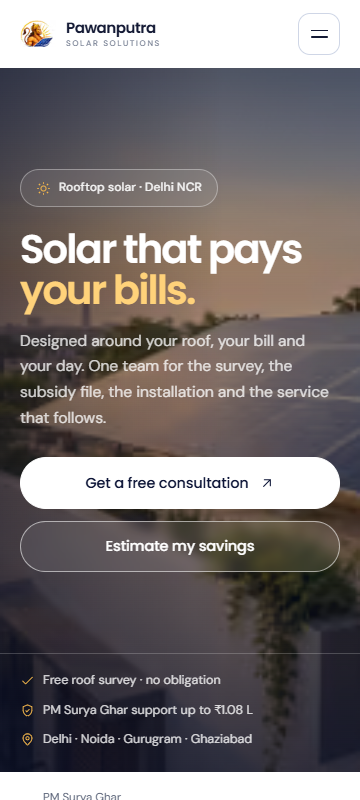 Pawanputra
SOLAR SOLUTIONS
Rooftop solar · Delhi NCR
Solar that pays
your bills.
Designed around your roof, your bill and
your day. One team for the survey, the
subsidy file, the installation and the service
that follows.
Get a free consultation
Estimate my savings
Free roof survey · no obligation
PM Surya Ghar support up to ₹1.08 L
Delhi · Noida · Gurugram · Ghaziabad
PM Surya Ghar